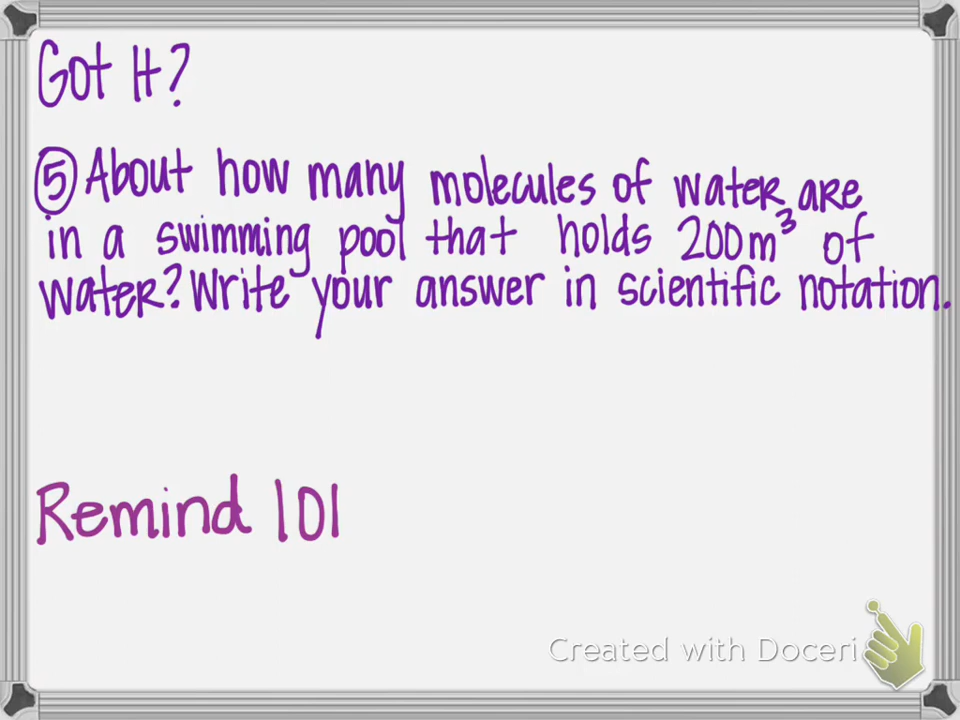 Got It?
⑤ About how many molecules of water are
in a swimming pool that holds 200m³ of
water? Write your answer in scientific notation.
Remind 101
Created with Doceri